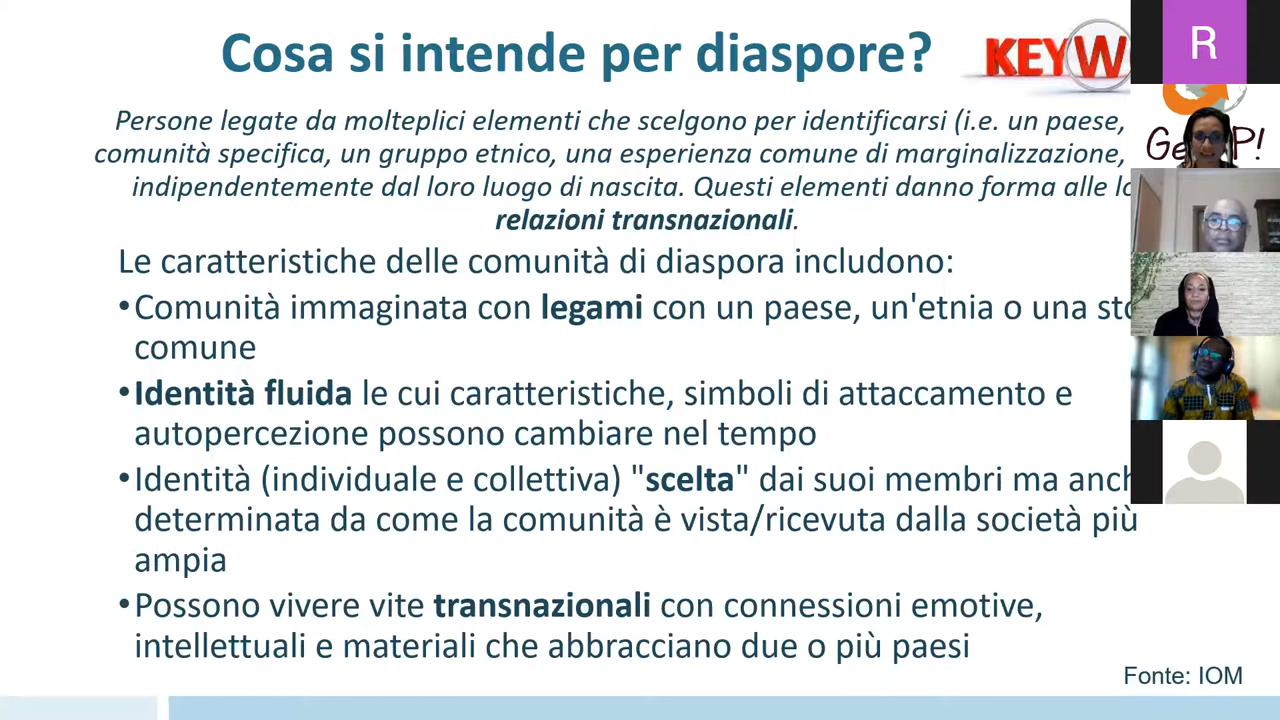 Cosa si intende per diaspore?
KEYW
R
Persone legate da molteplici elementi che scelgono per identificarsi (i.e. un paese,
comunità specifica, un gruppo etnico, una esperienza comune di marginalizzazione,
indipendentemente dal loro luogo di nascita. Questi elementi danno forma alle lo
relazioni transnazionali.
Le caratteristiche delle comunità di diaspora includono:
•Comunità immaginata con legami con un paese, un'etnia o una sto
comune
•Identità fluida le cui caratteristiche, simboli di attaccamento e
autopercezione possono cambiare nel tempo
•Identità (individuale e collettiva) "scelta" dai suoi membri ma anch
determinata da come la comunità è vista/ricevuta dalla società più
ampia
•Possono vivere vite transnazionali con connessioni emotive,
intellettuali e materiali che abbracciano due o più paesi
Fonte: IOM